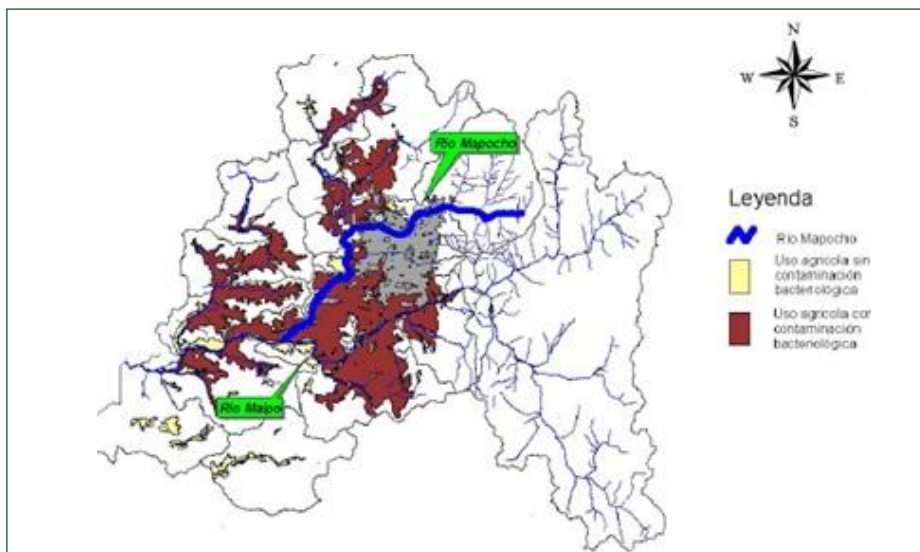 N
W E
S
Río Mapocho
Río Maipo
Leyenda
Río Mapocho
Uso agrícola sin
contaminación
bacteriológica
Uso agrícola con
contaminación
bacteriológica